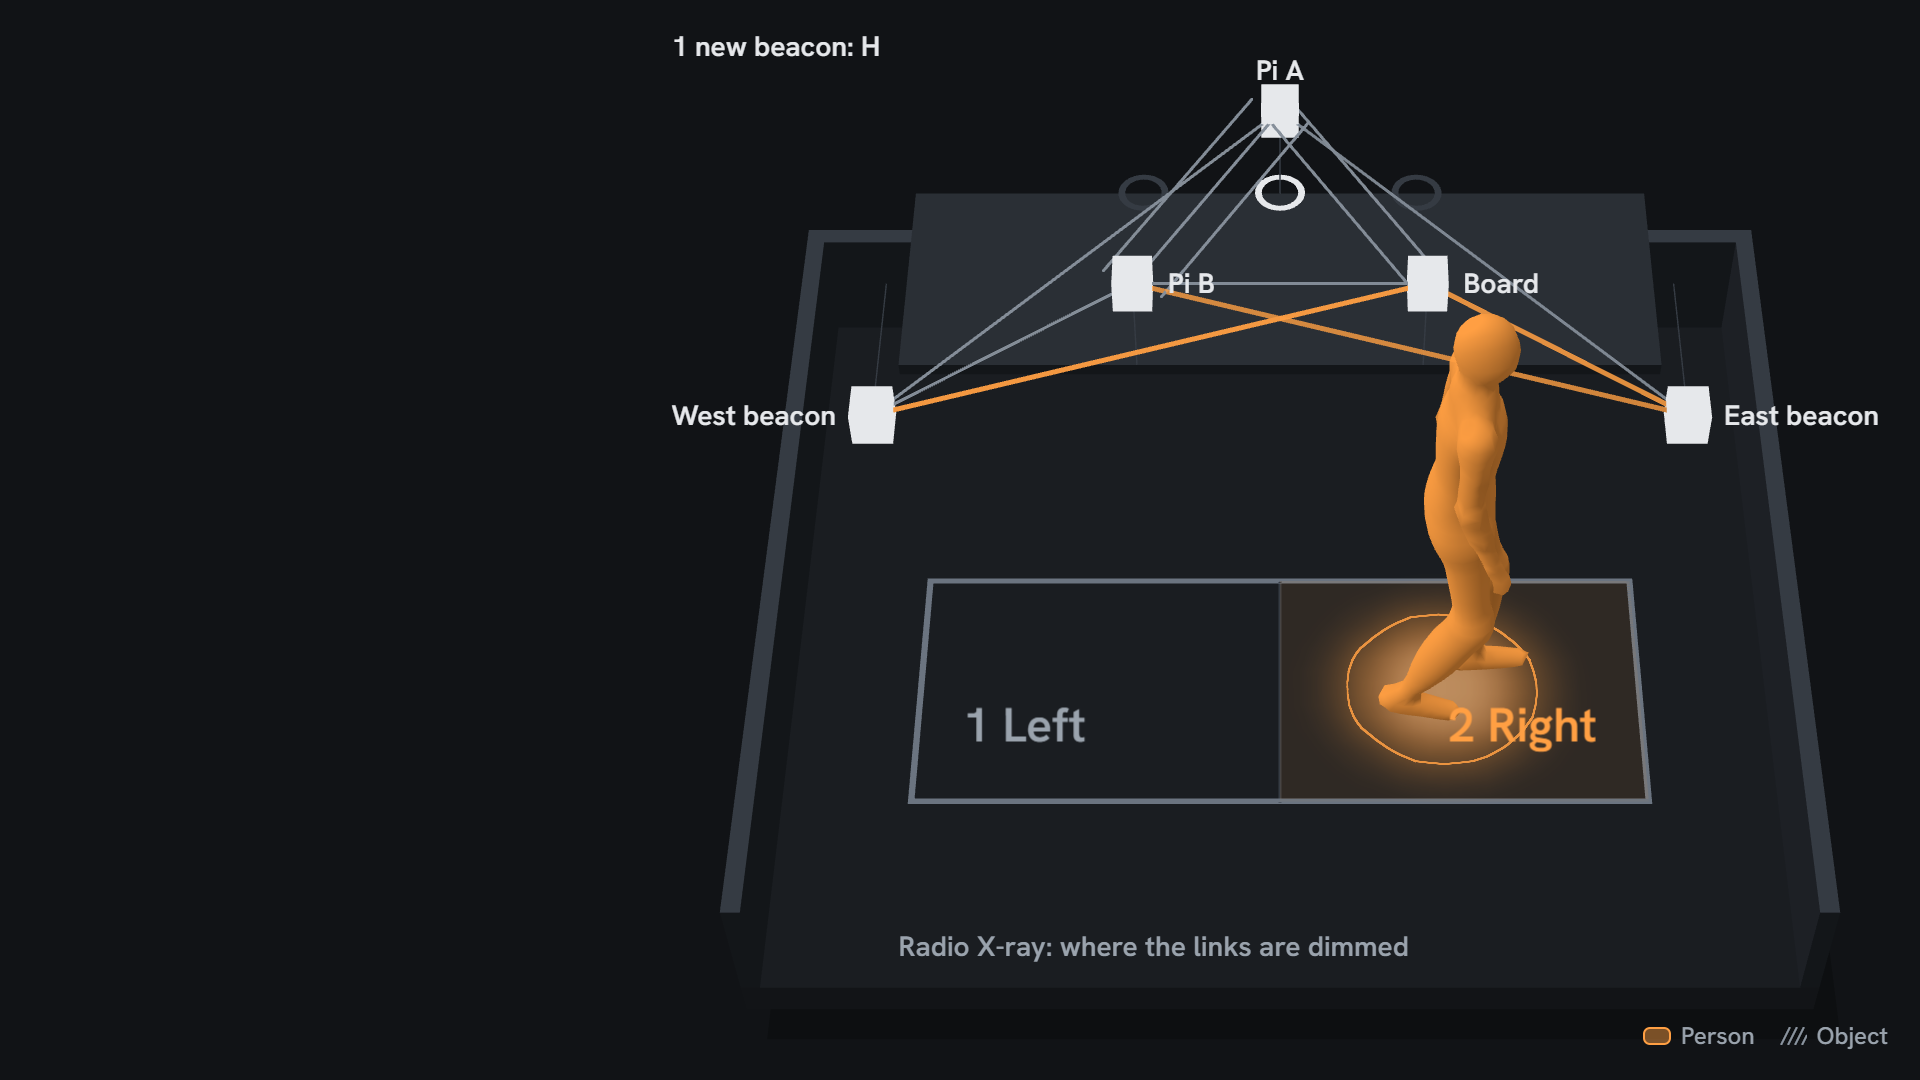 1 new beacon: H
Pi A
Pi B
Board
West beacon
East beacon
1 Left
2 Right
Radio X-ray: where the links are dimmed
Person
Object